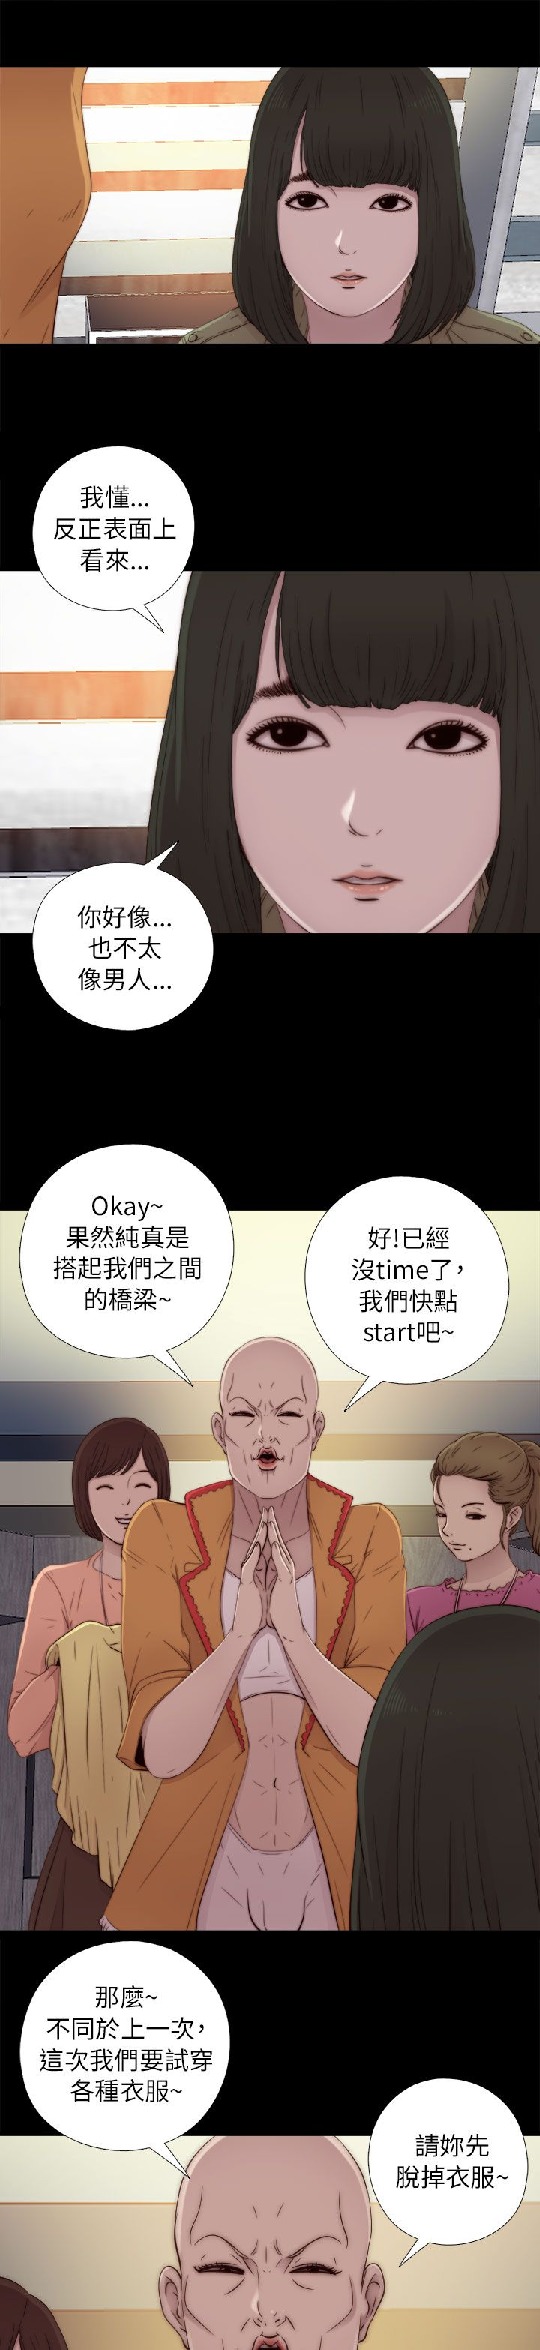 我懂...
反正表面上
看來...
你好像...
也不太
像男人...
Okay~
果然純真是
搭起我們之間
的橋梁~
好!已經
沒time了，
我們快點
start吧~
那麼~
不同於上一次，
這次我們要試穿
各種衣服~
請妳先
脫掉衣服~